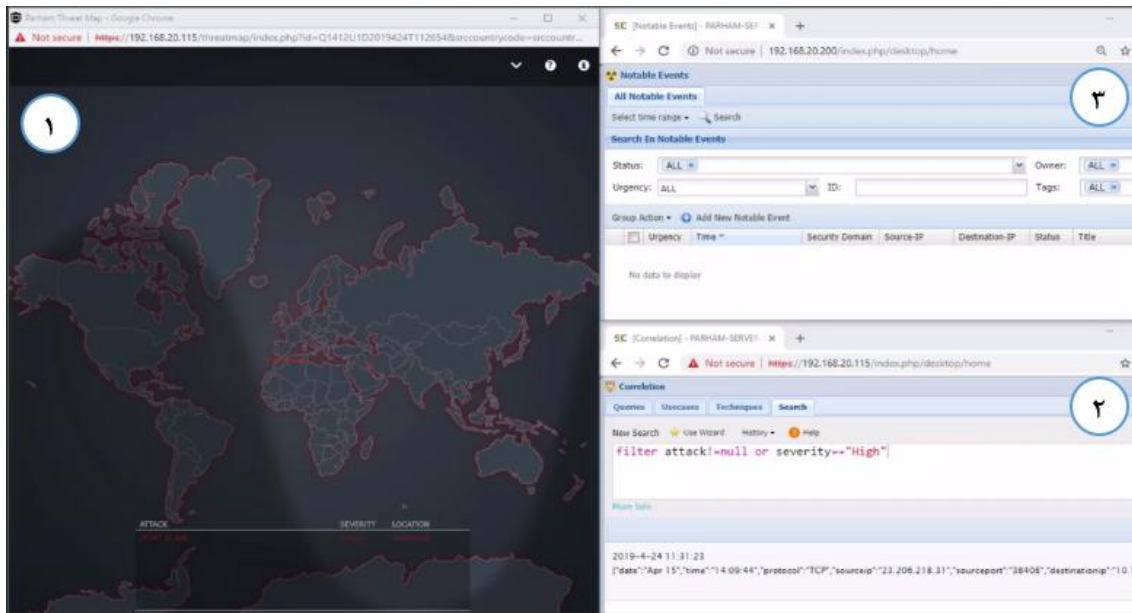 Parham Threat Map - Google Chrome
Not secure | https://192.168.20.115/threatmap/index.php?id=Q1412U1D2019424T112654&srccountrycode=srccountr...
۱
ATTACK SEVERITY LOCATION
[Notable Events] - PARHAM-SE
Not secure | 192.168.20.200/index.php/desktop/home
Notable Events
۳
All Notable Events
Select time range Search
Search In Notable Events
Status: ALL Owner: ALL
Urgency: ALL ID: Tags: ALL
Group Action Add New Notable Event
Urgency Time Security Domain Source-IP Destination-IP Status Title
No data to display
[Correlation] - PARHAM-SERVE
Not secure | https://192.168.20.115/index.php/desktop/home
Correlation
۲
Queries Usecases Techniques Search
New Search Use Wizard History Help
filter attack!=null or severity=="High"
More Info
2019-4-24 11:31:23
{"date":"Apr 15","time":"14:09:44","protocol":"TCP","sourceip":"23.206.218.31","sourceport":"38408","destinationip":"10.